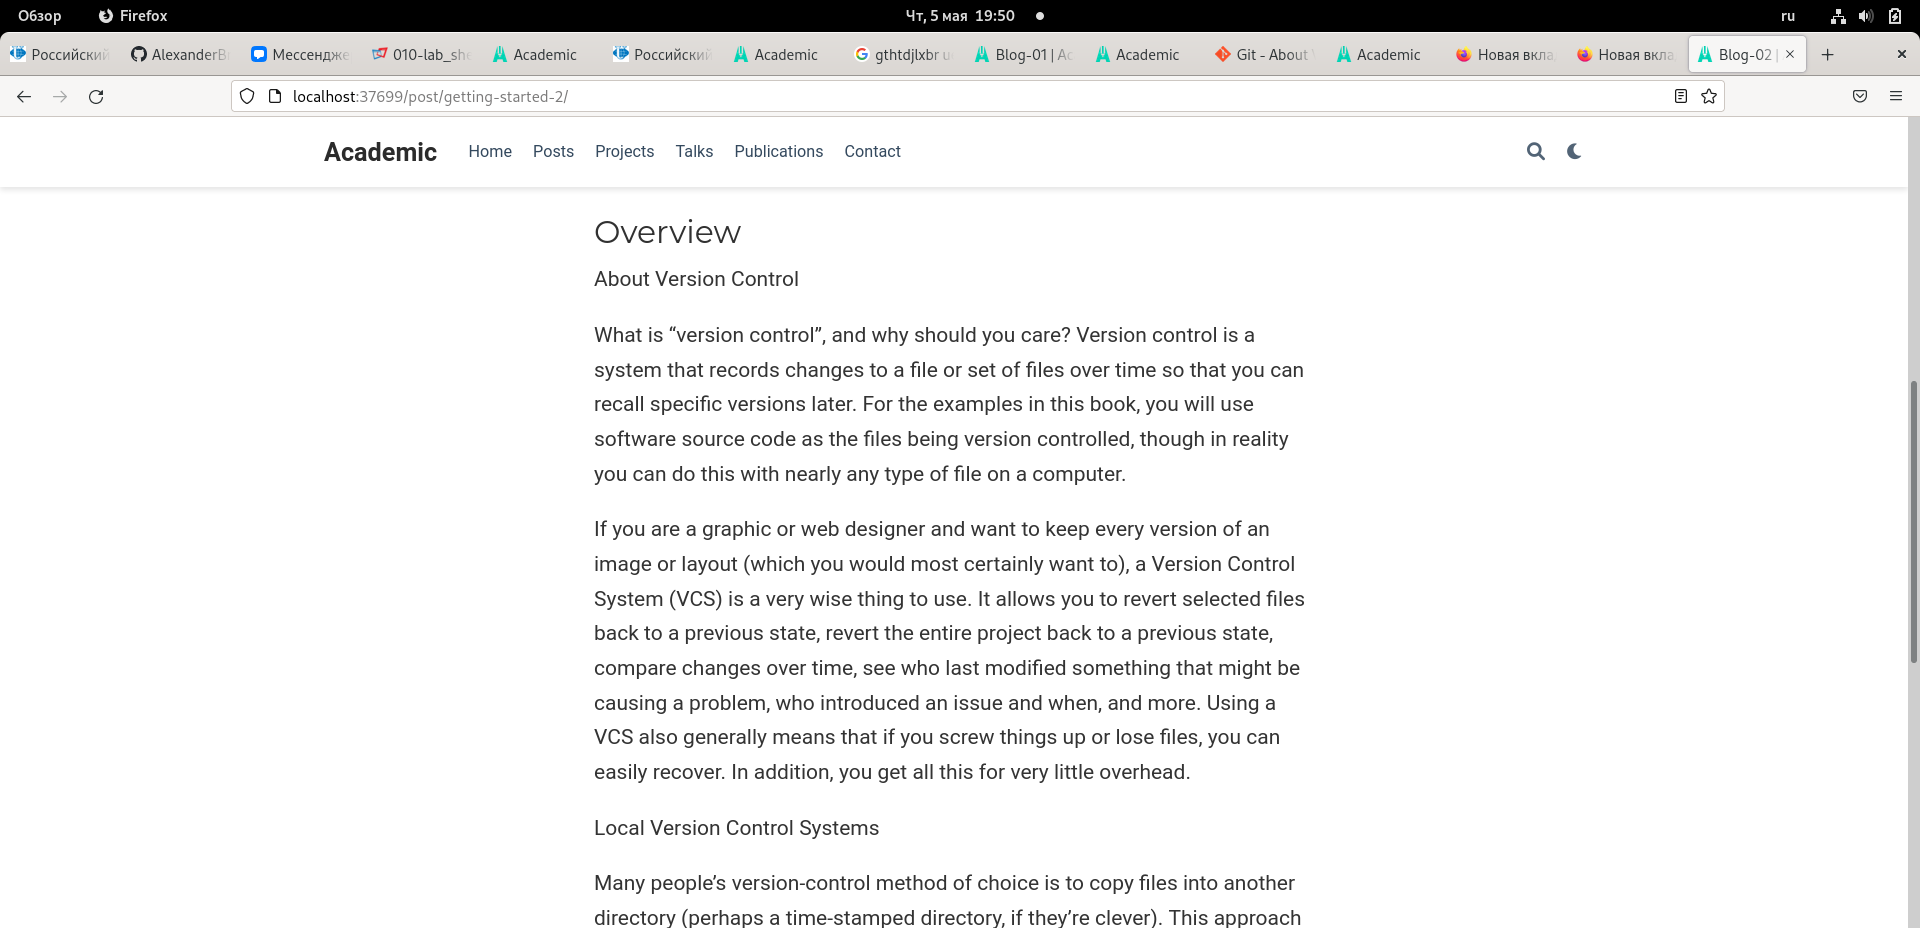 Обзор Firefox Чт, 5 мая 19:50 ru
Российский AlexanderB Мессендже 010-lab_she Academic Российский Academic gthtdjlxbr u Blog-01 | Ac Academic Git - About Academic Новая вкла Новая вкла Blog-02 |
localhost:37699/post/getting-started-2/
Academic Home Posts Projects Talks Publications Contact
Overview
About Version Control
What is “version control”, and why should you care? Version control is a
system that records changes to a file or set of files over time so that you can
recall specific versions later. For the examples in this book, you will use
software source code as the files being version controlled, though in reality
you can do this with nearly any type of file on a computer.
If you are a graphic or web designer and want to keep every version of an
image or layout (which you would most certainly want to), a Version Control
System (VCS) is a very wise thing to use. It allows you to revert selected files
back to a previous state, revert the entire project back to a previous state,
compare changes over time, see who last modified something that might be
causing a problem, who introduced an issue and when, and more. Using a
VCS also generally means that if you screw things up or lose files, you can
easily recover. In addition, you get all this for very little overhead.
Local Version Control Systems
Many people’s version-control method of choice is to copy files into another
directory (perhaps a time-stamped directory, if they’re clever). This approach